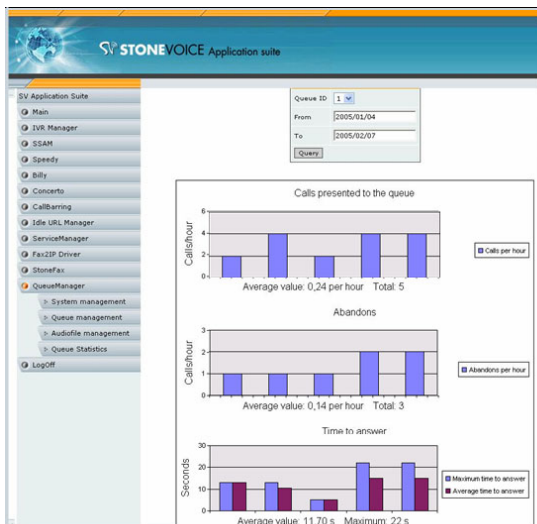 STONEVOICE Application suite
SV Application Suite
Main
IVR Manager
SSAM
Speedy
Billy
Concerto
CallBarring
Idle URL Manager
ServiceManager
Fax2IP Driver
StoneFax
QueueManager
System management
Queue management
Audiofile management
Queue Statistics
LogOff
Queue ID 1
From 2005/01/04
To 2005/02/07
Query
Calls presented to the queue
6
4
2
0
Calls/hour
Calls per hour
Average value: 0,24 per hour Total: 5
Abandons
3
2
1
0
Calls/hour
Abandons per hour
Average value: 0,14 per hour Total: 3
Time to answer
30
20
10
0
Seconds
Maximum time to answer
Average time to answer
Average value: 11,70 s Maximum: 22 s